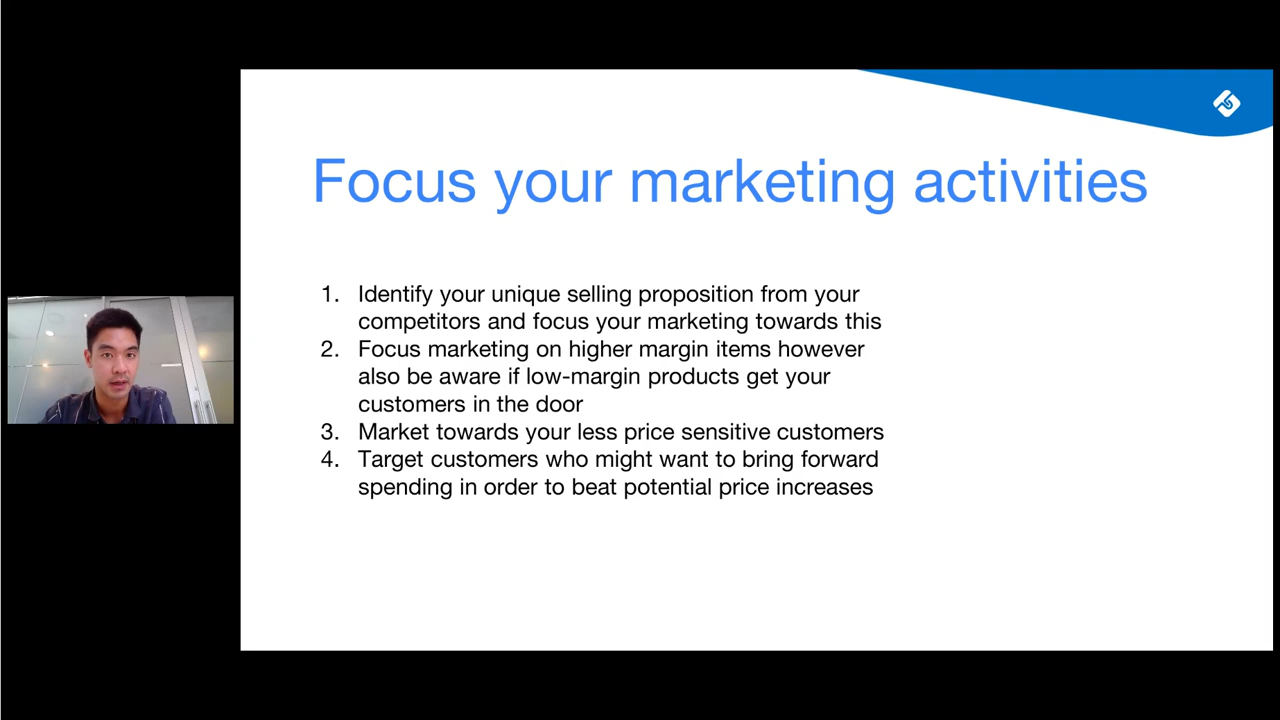 Focus your marketing activities
1. Identify your unique selling proposition from your
competitors and focus your marketing towards this
2. Focus marketing on higher margin items however
also be aware if low-margin products get your
customers in the door
3. Market towards your less price sensitive customers
4. Target customers who might want to bring forward
spending in order to beat potential price increases